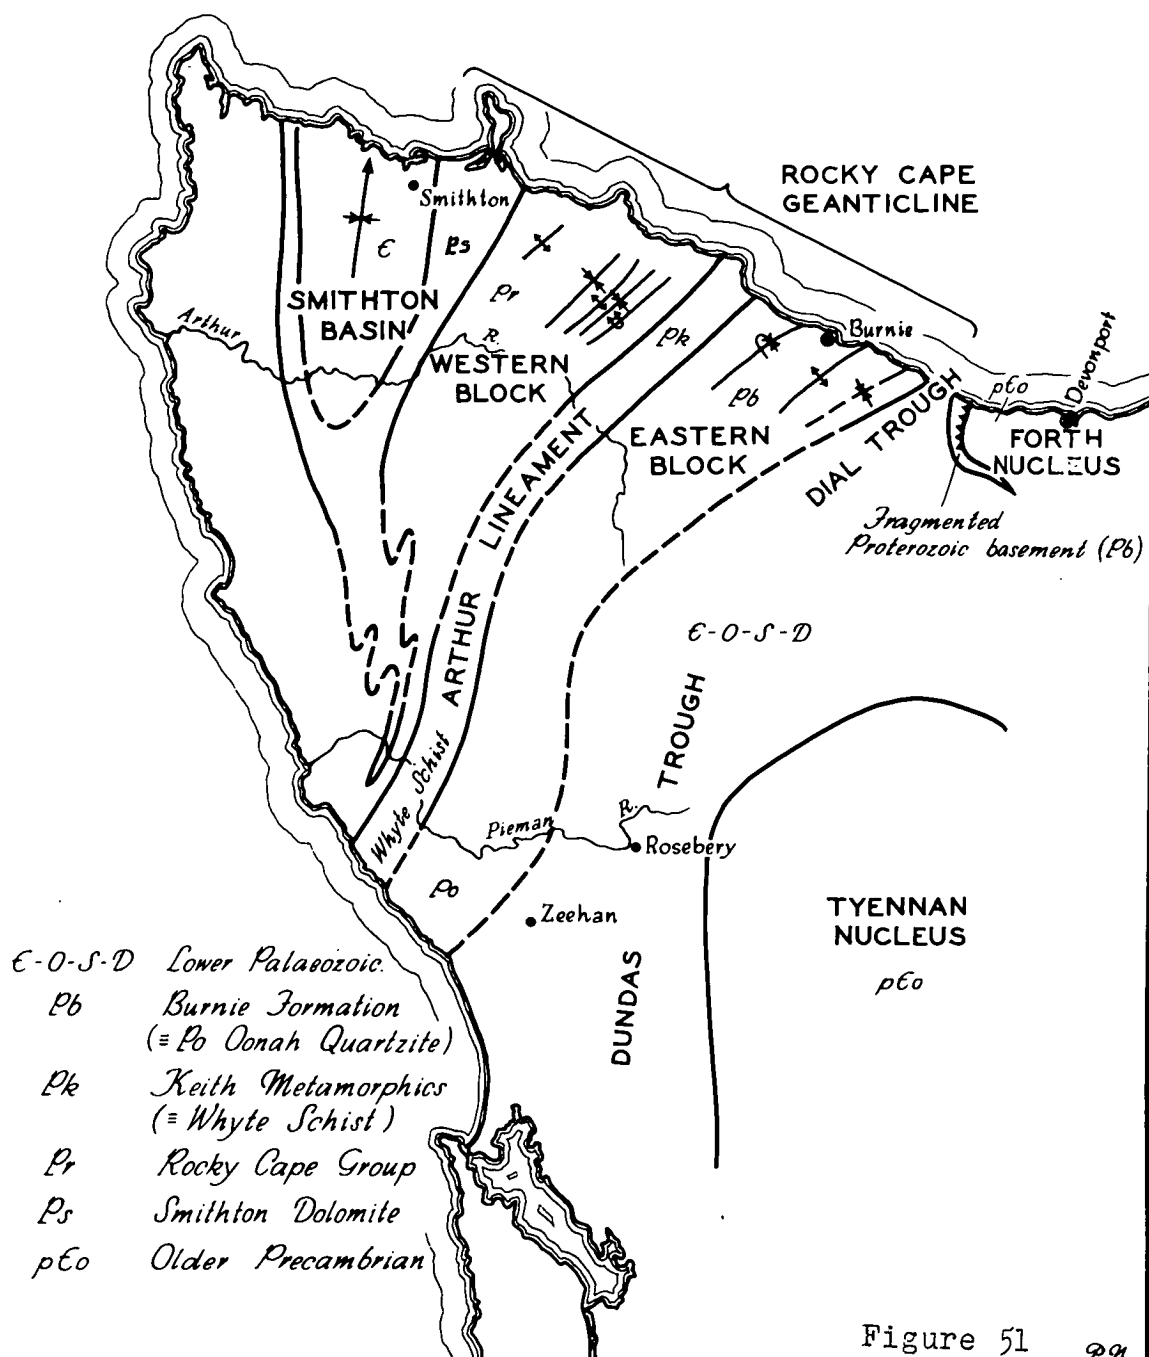 ROCKY CAPE
GEANTICLINE
Smithton
Є
Ps
SMITHTON
BASIN
Pr
Arthur
R.
WESTERN
BLOCK
Pk
Burnie
Devonport
pЄo
Pb
EASTERN
BLOCK
DIAL TROUGH
FORTH
NUCLEUS
Fragmented
Proterozoic basement (Pb)
ARTHUR LINEAMENT
Є-O-S-D
Whyte Schist
DUNDAS TROUGH
Pieman
R.
Rosebery
Po
Zeehan
TYENNAN
NUCLEUS
pЄo
Є-O-S-D Lower Palaeozoic.
Pb Burnie Formation
(≡ Po Oonah Quartzite)
Pk Keith Metamorphics
(≡ Whyte Schist)
Pr Rocky Cape Group
Ps Smithton Dolomite
pЄo Older Precambrian
Figure 51